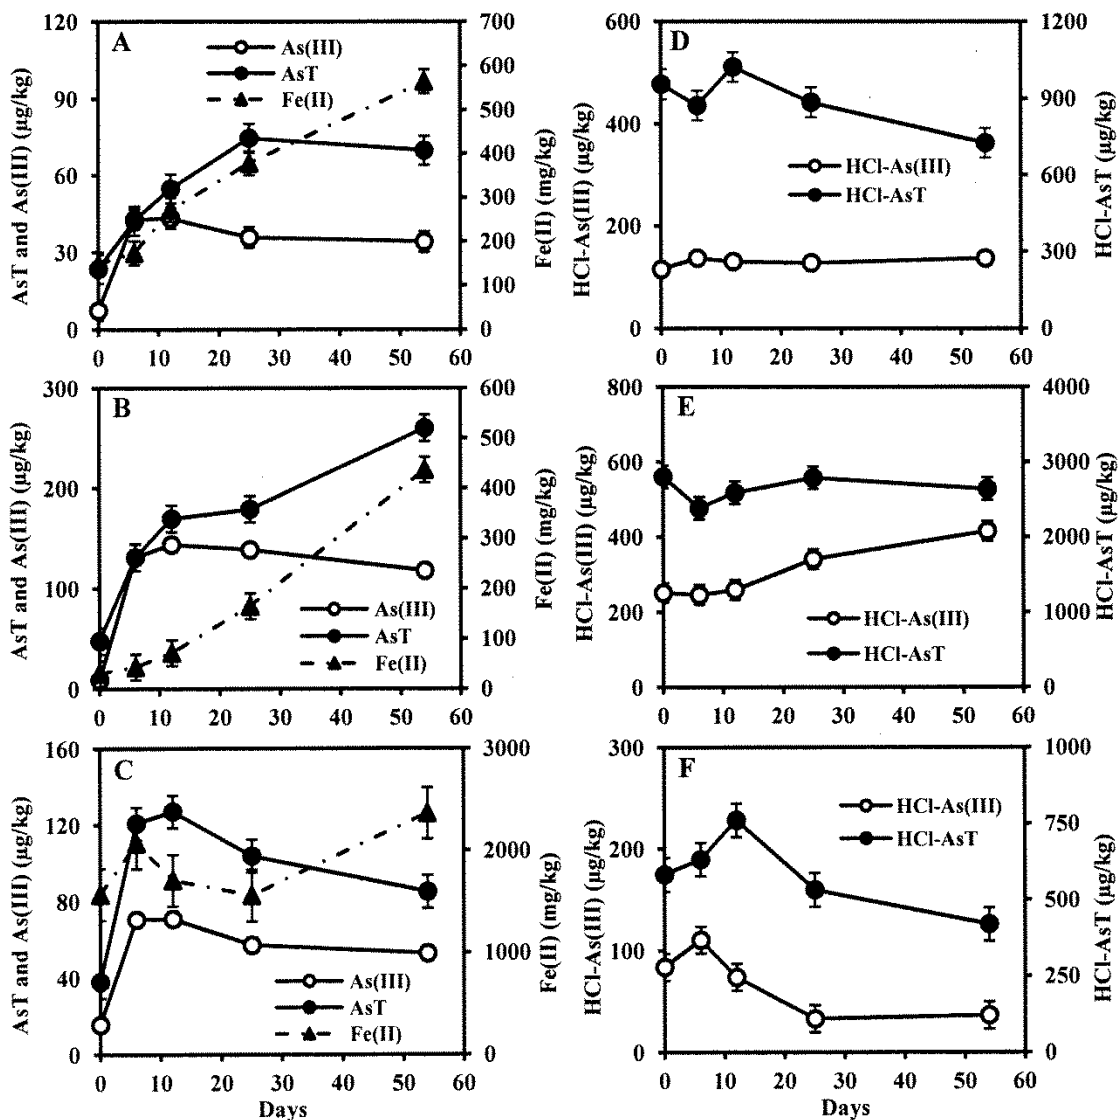 A
As(III)
AsT
Fe(II)
AsT and As(III) (µg/kg)
120
90
60
30
0
700
600
500
400
300
200
100
0
Fe(II) (mg/kg)
0 10 20 30 40 50 60
D
HCl-As(III)
HCl-AsT
HCl-As(III) (µg/kg)
600
400
200
0
1200
900
600
300
0
HCl-AsT (µg/kg)
0 10 20 30 40 50 60
B
As(III)
AsT
Fe(II)
AsT and As(III) (µg/kg)
300
200
100
0
600
500
400
300
200
100
0
Fe(II) (mg/kg)
0 10 20 30 40 50 60
E
HCl-As(III)
HCl-AsT
HCl-As(III) (µg/kg)
800
600
400
200
0
4000
3000
2000
1000
0
HCl-AsT (µg/kg)
0 10 20 30 40 50 60
C
As(III)
AsT
Fe(II)
AsT and As(III) (µg/kg)
160
120
80
40
0
3000
2000
1000
0
Fe(II) (mg/kg)
0 10 20 30 40 50 60
Days
F
HCl-As(III)
HCl-AsT
HCl-As(III) (µg/kg)
300
200
100
0
1000
750
500
250
0
HCl-AsT (µg/kg)
0 10 20 30 40 50 60
Days